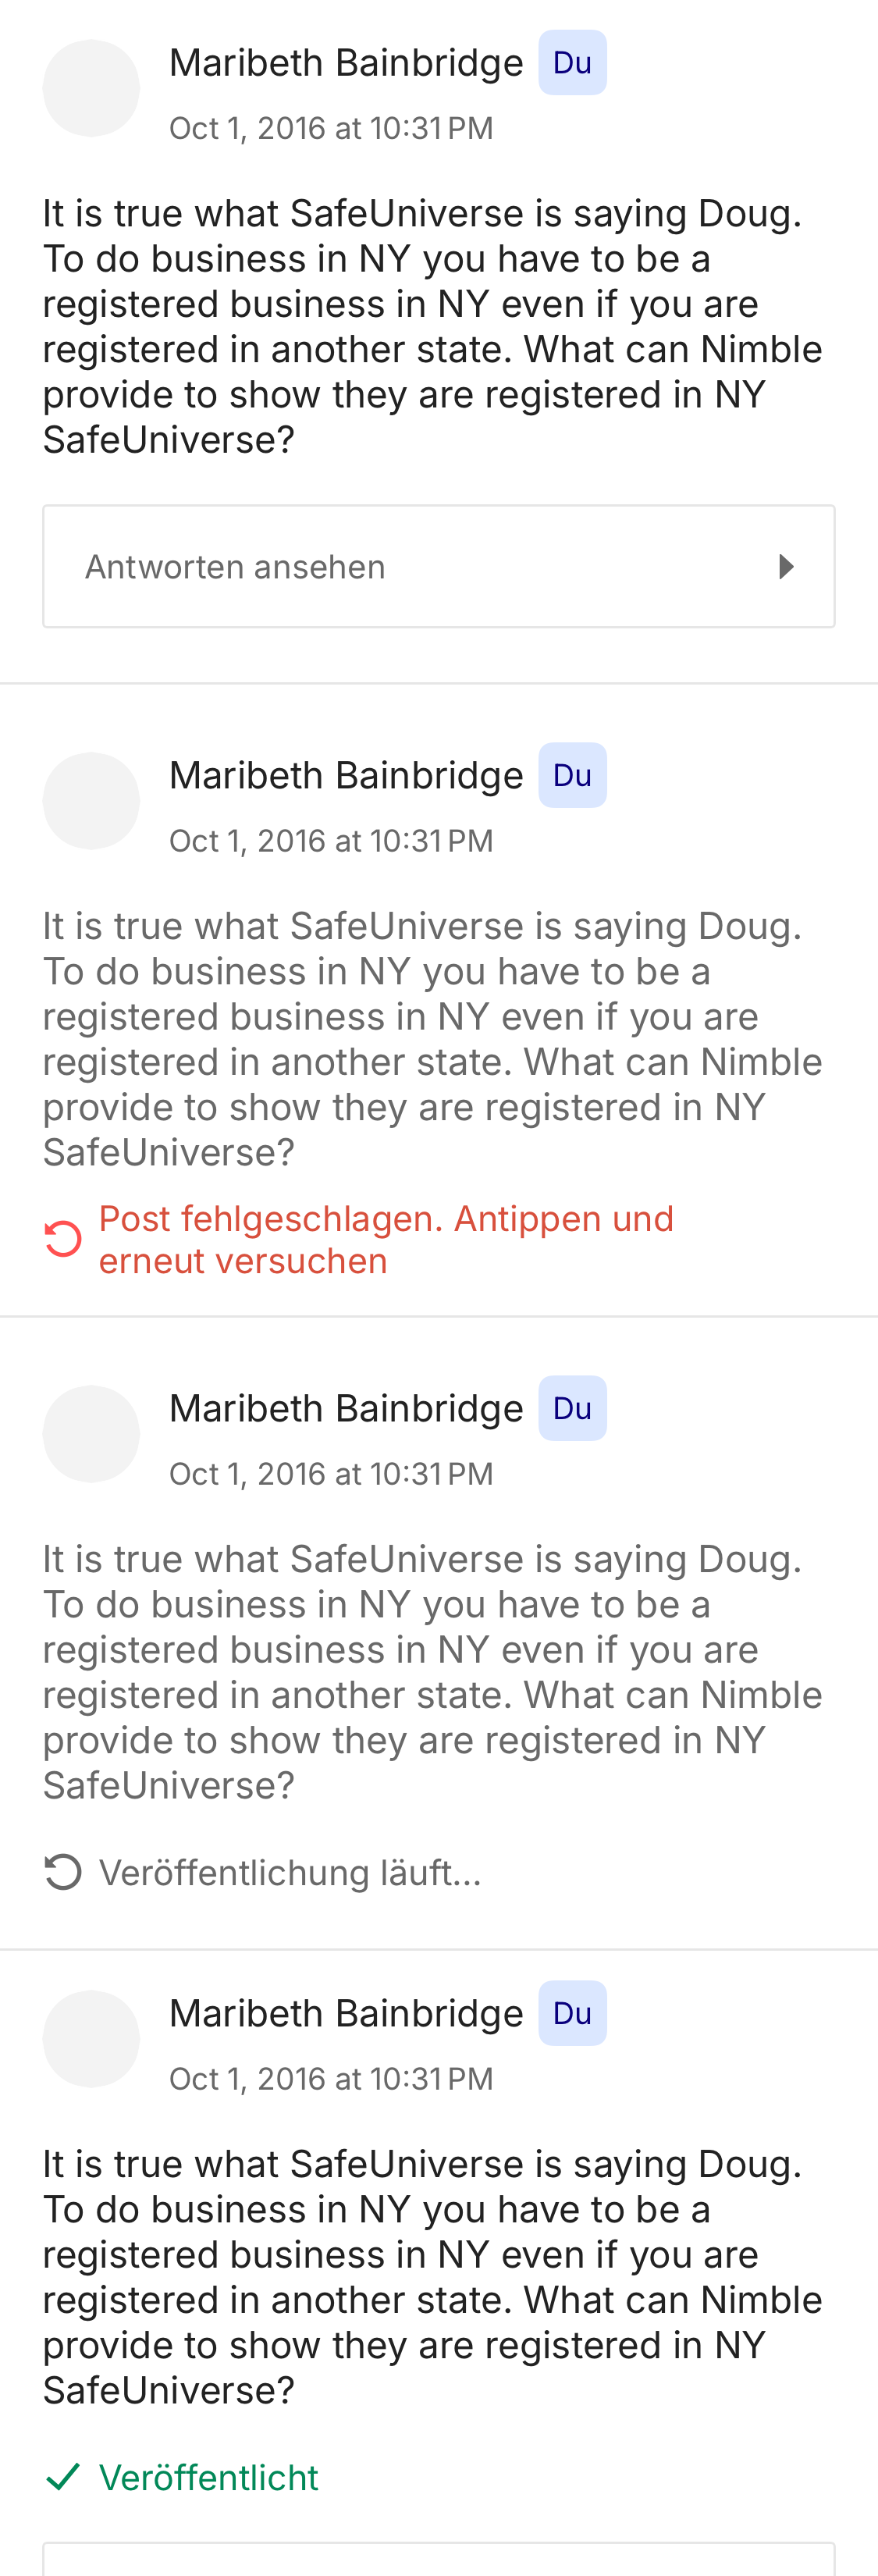 Maribeth Bainbridge Du
Oct 1, 2016 at 10:31 PM
It is true what SafeUniverse is saying Doug.
To do business in NY you have to be a
registered business in NY even if you are
registered in another state. What can Nimble
provide to show they are registered in NY
SafeUniverse?
Antworten ansehen
Maribeth Bainbridge Du
Oct 1, 2016 at 10:31 PM
It is true what SafeUniverse is saying Doug.
To do business in NY you have to be a
registered business in NY even if you are
registered in another state. What can Nimble
provide to show they are registered in NY
SafeUniverse?
Post fehlgeschlagen. Antippen und
erneut versuchen
Maribeth Bainbridge Du
Oct 1, 2016 at 10:31 PM
It is true what SafeUniverse is saying Doug.
To do business in NY you have to be a
registered business in NY even if you are
registered in another state. What can Nimble
provide to show they are registered in NY
SafeUniverse?
Veröffentlichung läuft...
Maribeth Bainbridge Du
Oct 1, 2016 at 10:31 PM
It is true what SafeUniverse is saying Doug.
To do business in NY you have to be a
registered business in NY even if you are
registered in another state. What can Nimble
provide to show they are registered in NY
SafeUniverse?
Veröffentlicht